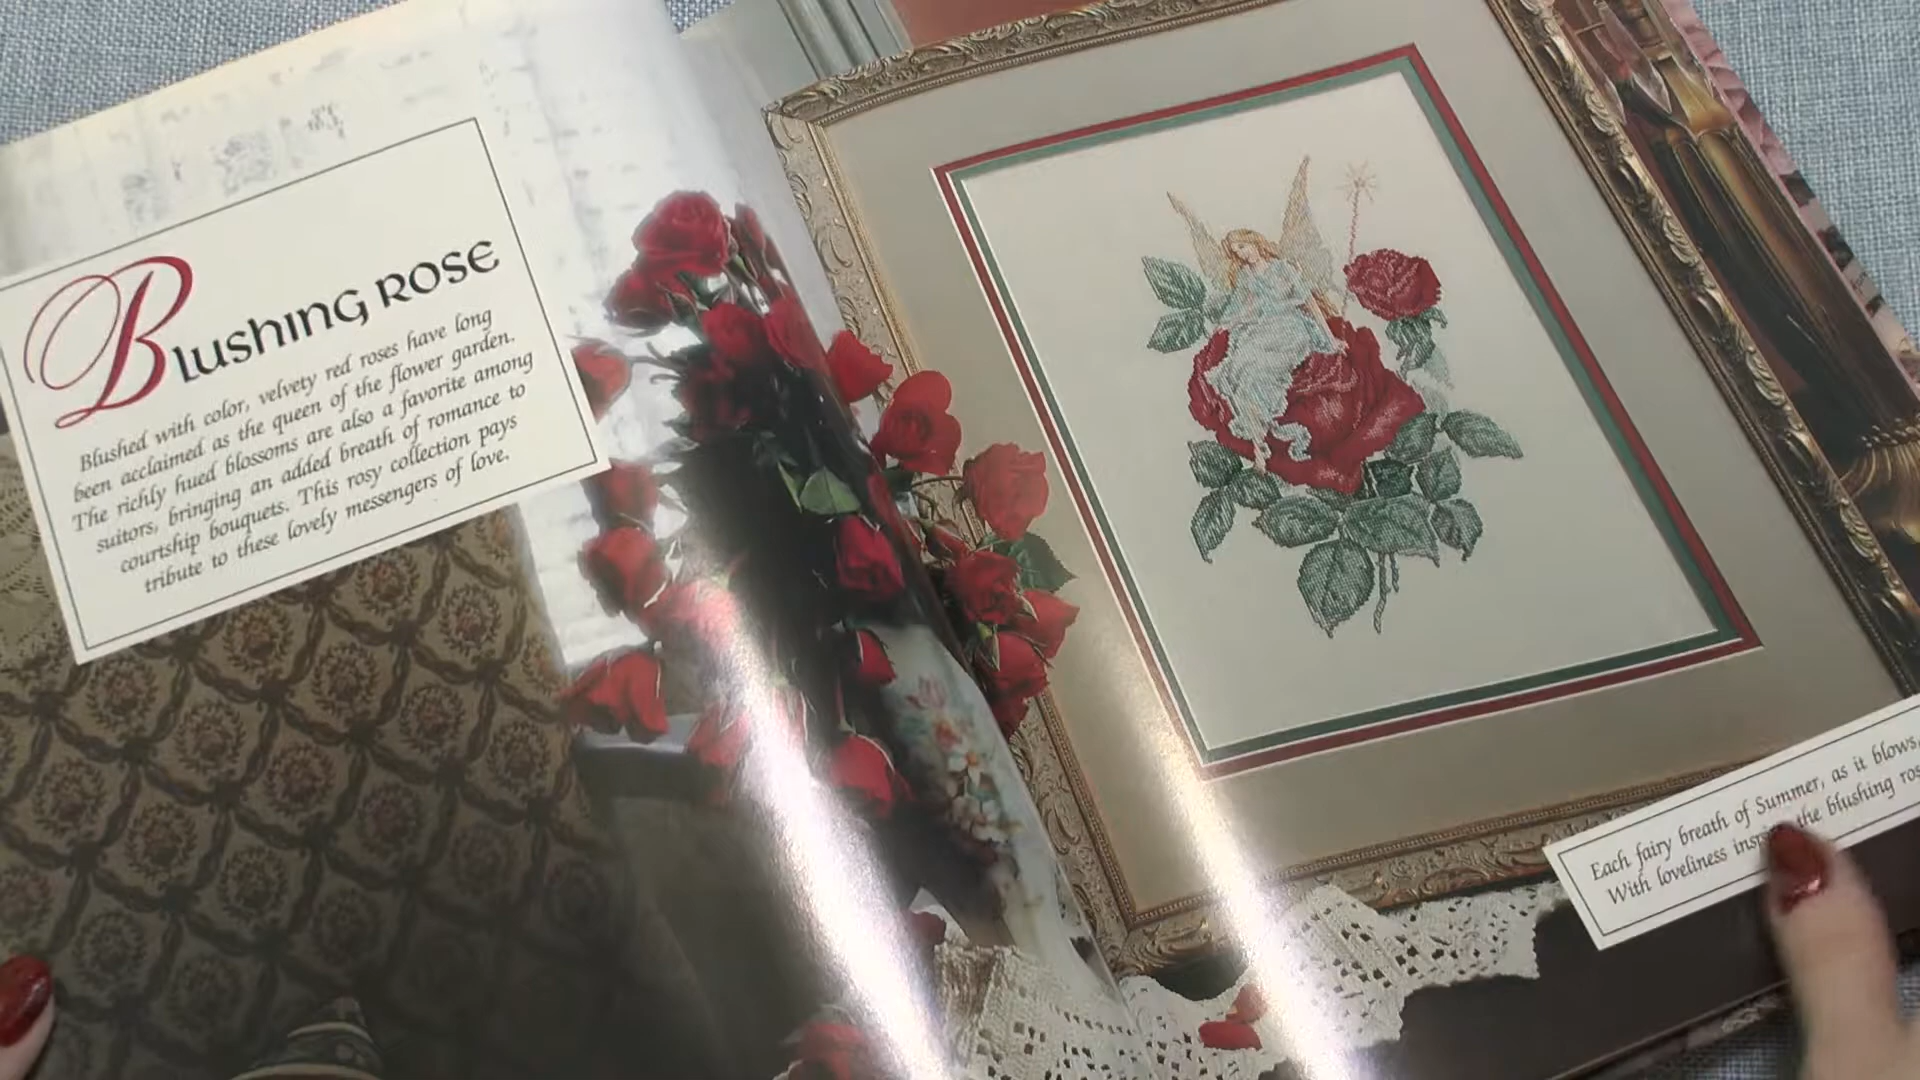 Blushing Rose
Blushed with color, velvety red roses have long
been acclaimed as the queen of the flower garden.
The richly hued blossoms are also a favorite among
suitors, bringing an added breath of romance to
courtship bouquets. This rosy collection pays
tribute to these lovely messengers of love.
Each fairy breath of Summer, as it blows
With loveliness the blushing